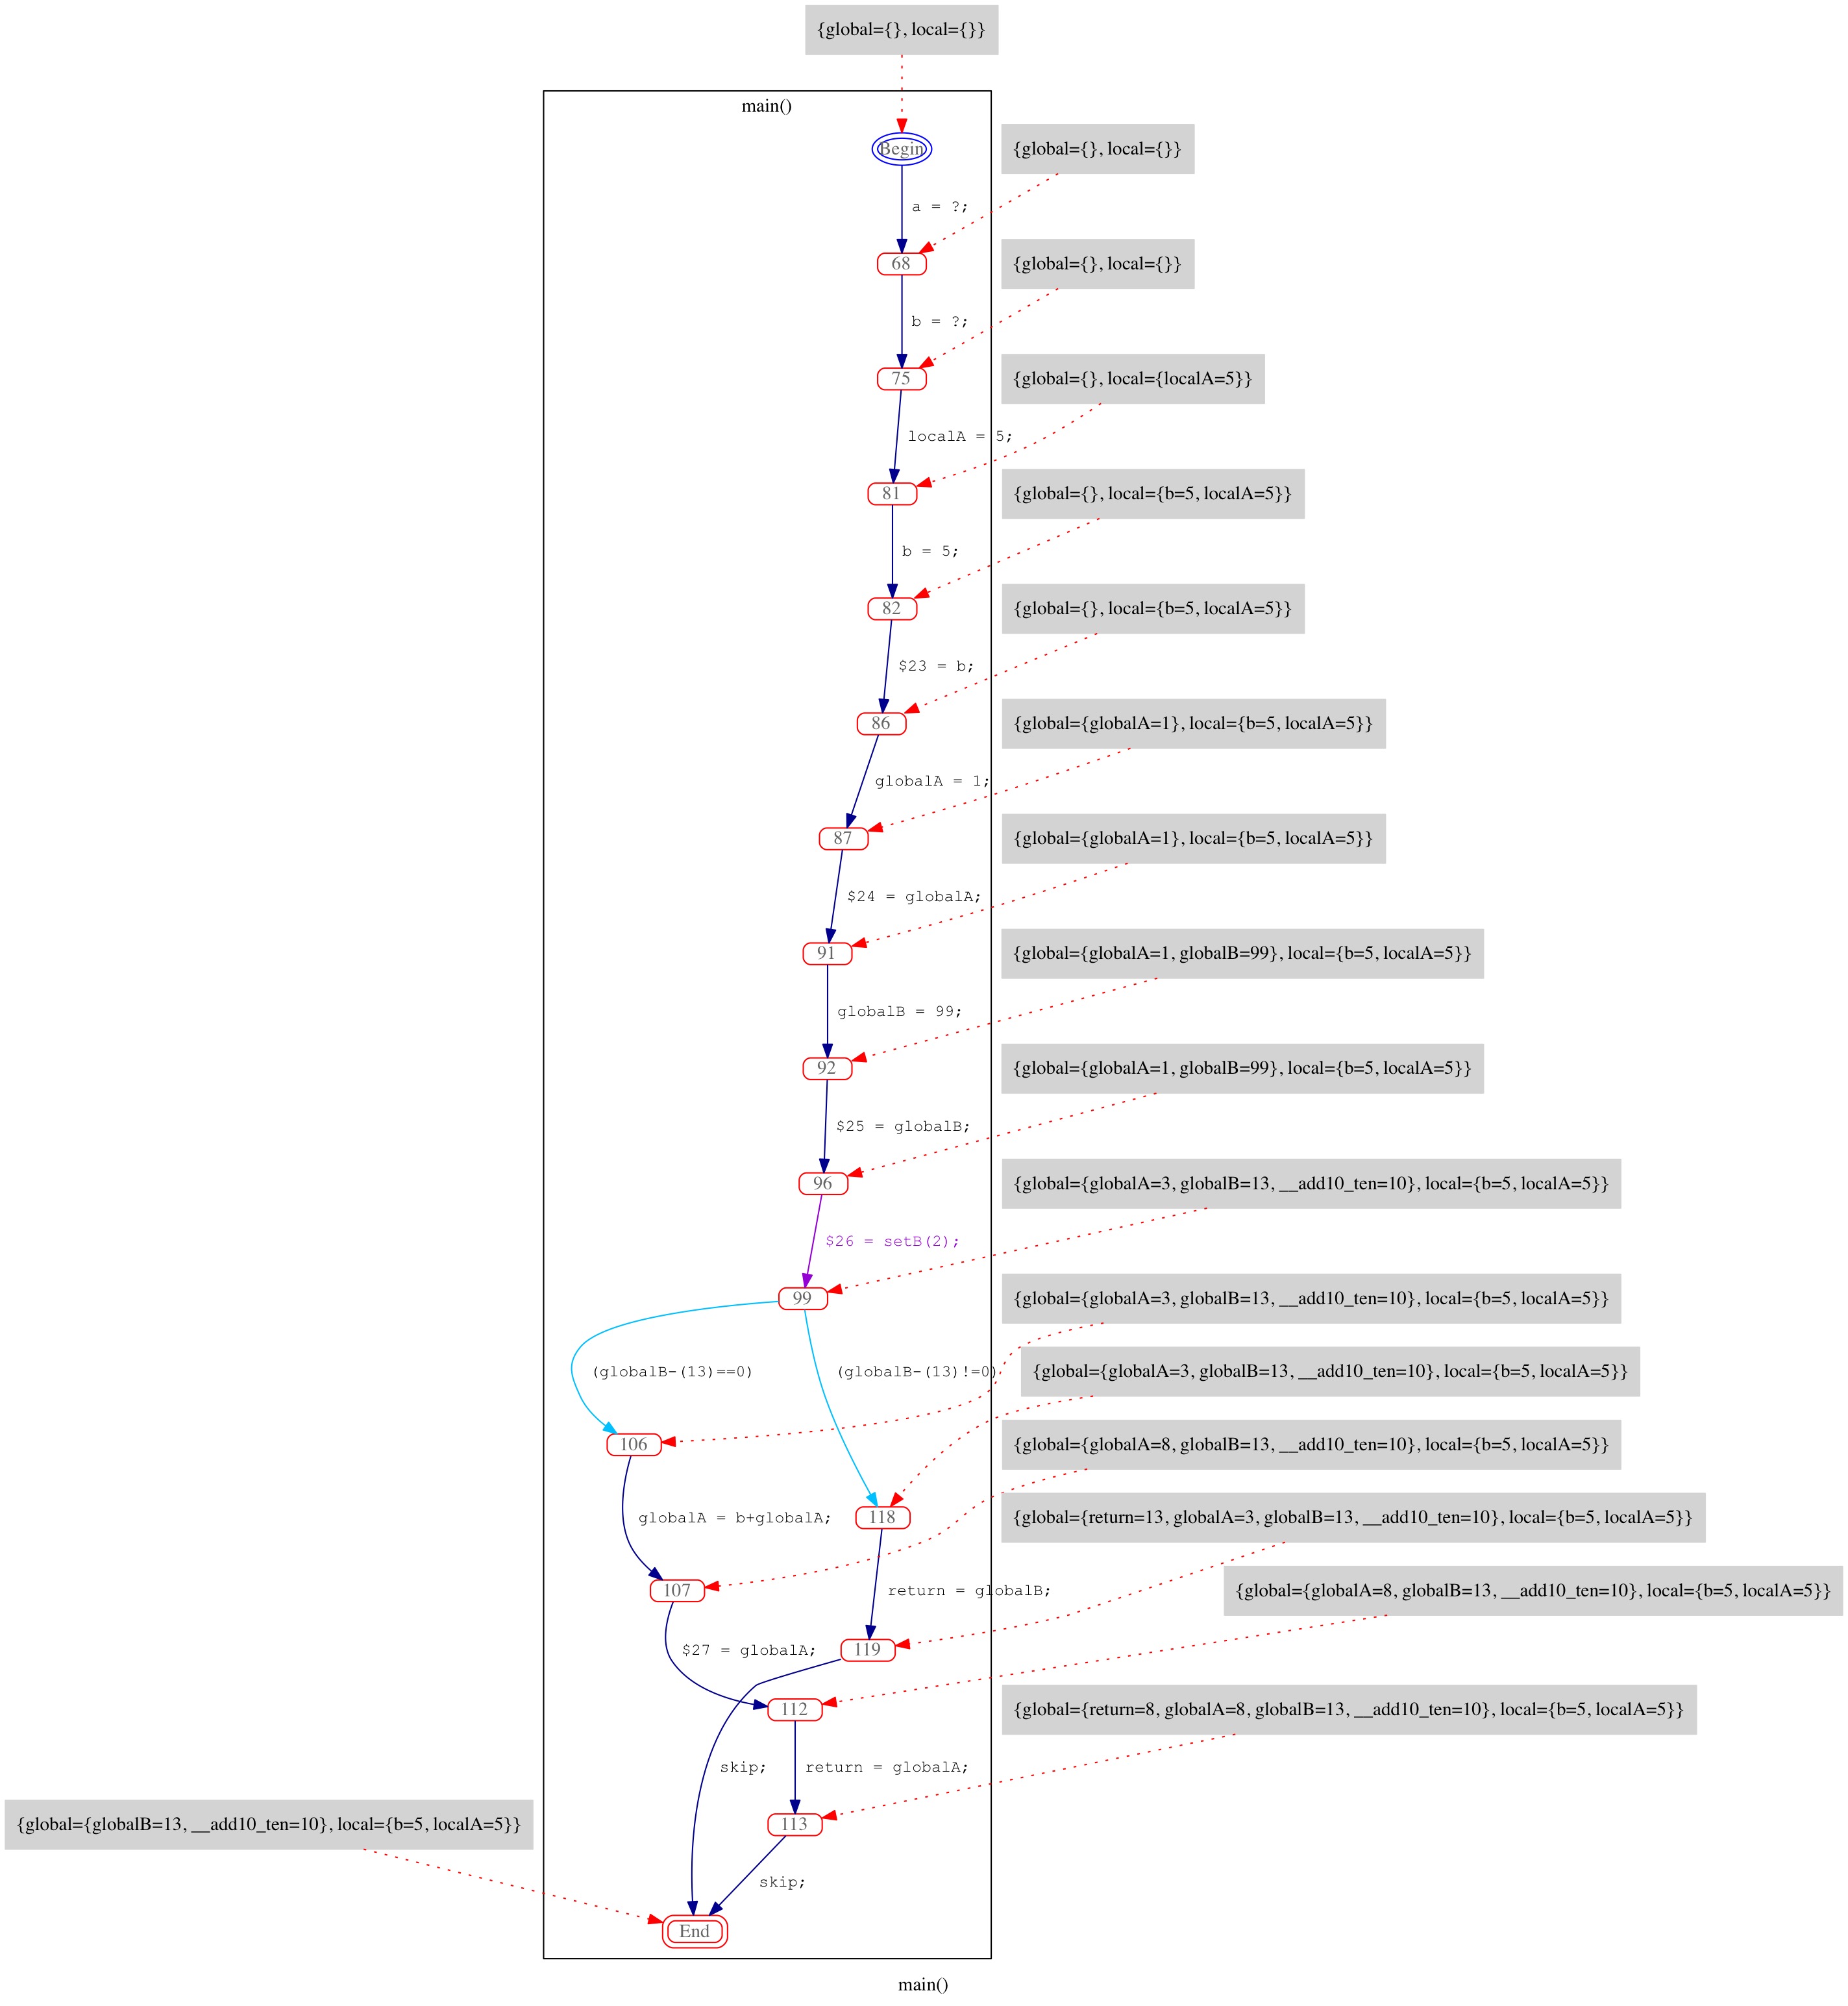 {global={}, local={}}
main()
Begin
{global={}, local={}}
a = ?;
68
{global={}, local={}}
b = ?;
75
{global={}, local={localA=5}}
localA = 5;
81
{global={}, local={b=5, localA=5}}
b = 5;
82
{global={}, local={b=5, localA=5}}
$23 = b;
86
{global={globalA=1}, local={b=5, localA=5}}
globalA = 1;
87
{global={globalA=1}, local={b=5, localA=5}}
$24 = globalA;
91
{global={globalA=1, globalB=99}, local={b=5, localA=5}}
globalB = 99;
92
{global={globalA=1, globalB=99}, local={b=5, localA=5}}
$25 = globalB;
96
{global={globalA=3, globalB=13, __add10_ten=10}, local={b=5, localA=5}}
$26 = setB(2);
99
{global={globalA=3, globalB=13, __add10_ten=10}, local={b=5, localA=5}}
(globalB-(13)==0)
(globalB-(13)!=0)
{global={globalA=3, globalB=13, __add10_ten=10}, local={b=5, localA=5}}
106
{global={globalA=8, globalB=13, __add10_ten=10}, local={b=5, localA=5}}
globalA = b+globalA;
118
{global={return=13, globalA=3, globalB=13, __add10_ten=10}, local={b=5, localA=5}}
107
return = globalB;
{global={globalA=8, globalB=13, __add10_ten=10}, local={b=5, localA=5}}
$27 = globalA;
119
112
{global={return=8, globalA=8, globalB=13, __add10_ten=10}, local={b=5, localA=5}}
skip;
return = globalA;
{global={globalB=13, __add10_ten=10}, local={b=5, localA=5}}
113
skip;
End
main()